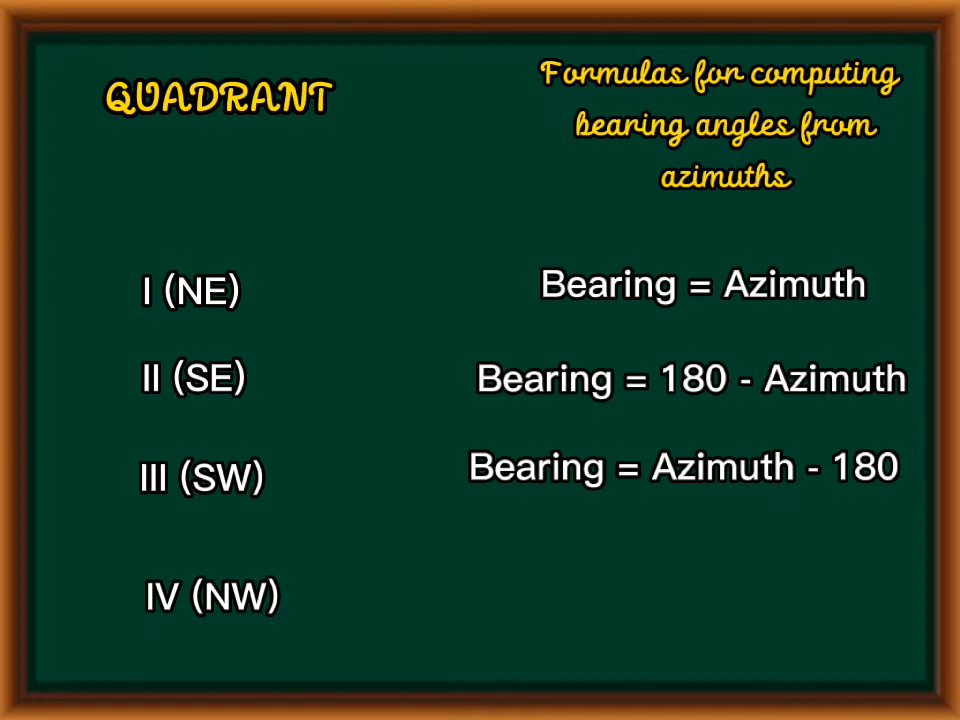 QUADRANT
Formulas for computing
bearing angles from
azimuths
I (NE)
Bearing = Azimuth
II (SE)
Bearing = 180 - Azimuth
III (SW)
Bearing = Azimuth - 180
IV (NW)